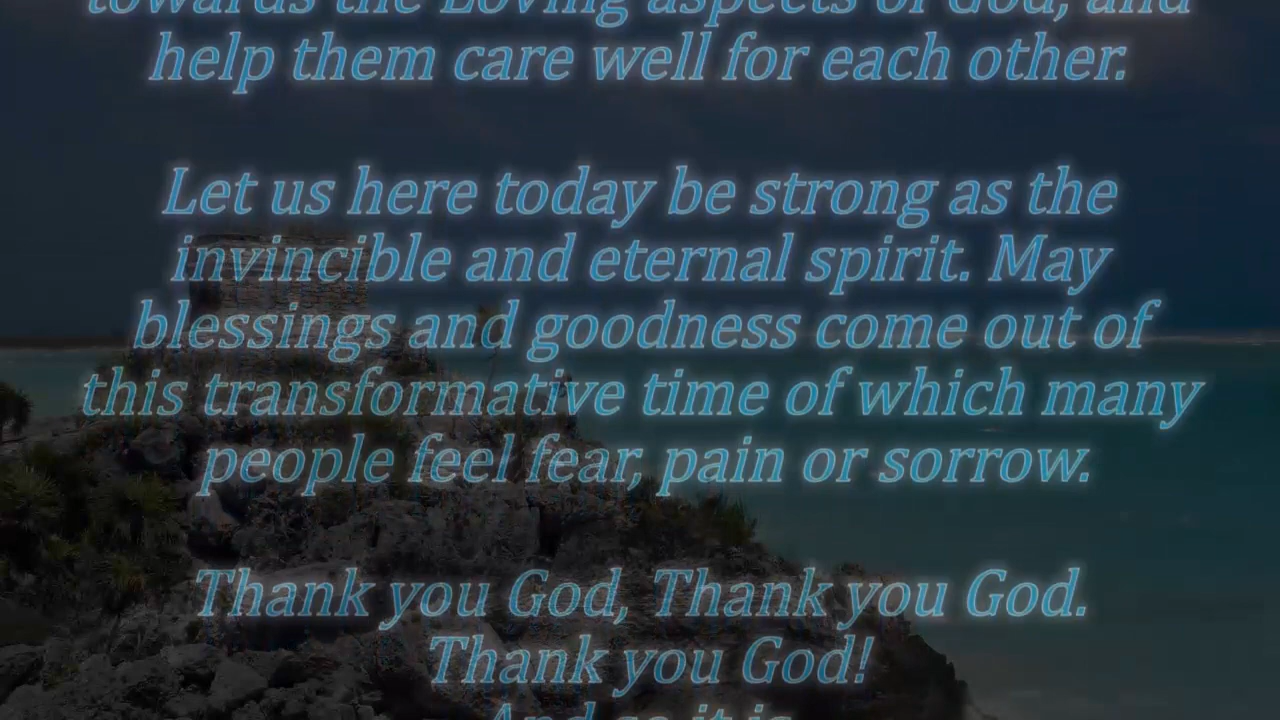 towards the Loving aspects of God, and
help them care well for each other.
Let us here today be strong as the
invincible and eternal spirit. May
blessings and goodness come out of
this transformative time of which many
people feel fear, pain or sorrow.
Thank you God, Thank you God.
Thank you God!
And so it is